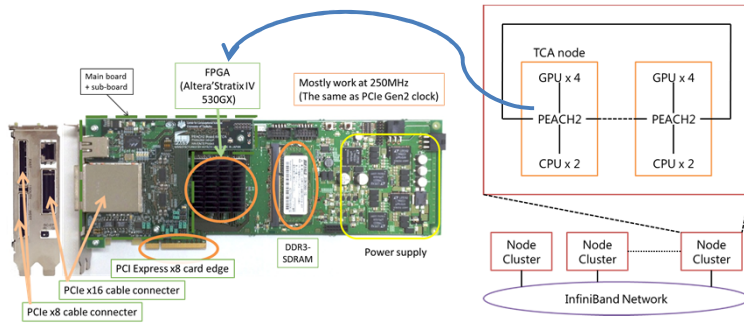 Main board
+ sub-board
FPGA
(Altera'Stratix IV
530GX)
Mostly work at 250MHz
(The same as PCIe Gen2 clock)
PCI Express x8 card edge
DDR3-
SDRAM
Power supply
PCIe x16 cable connecter
PCIe x8 cable connecter
TCA node
GPU x 4
GPU x 4
PEACH2
PEACH2
CPU x 2
CPU x 2
Node
Cluster
Node
Cluster
Node
Cluster
InfiniBand Network